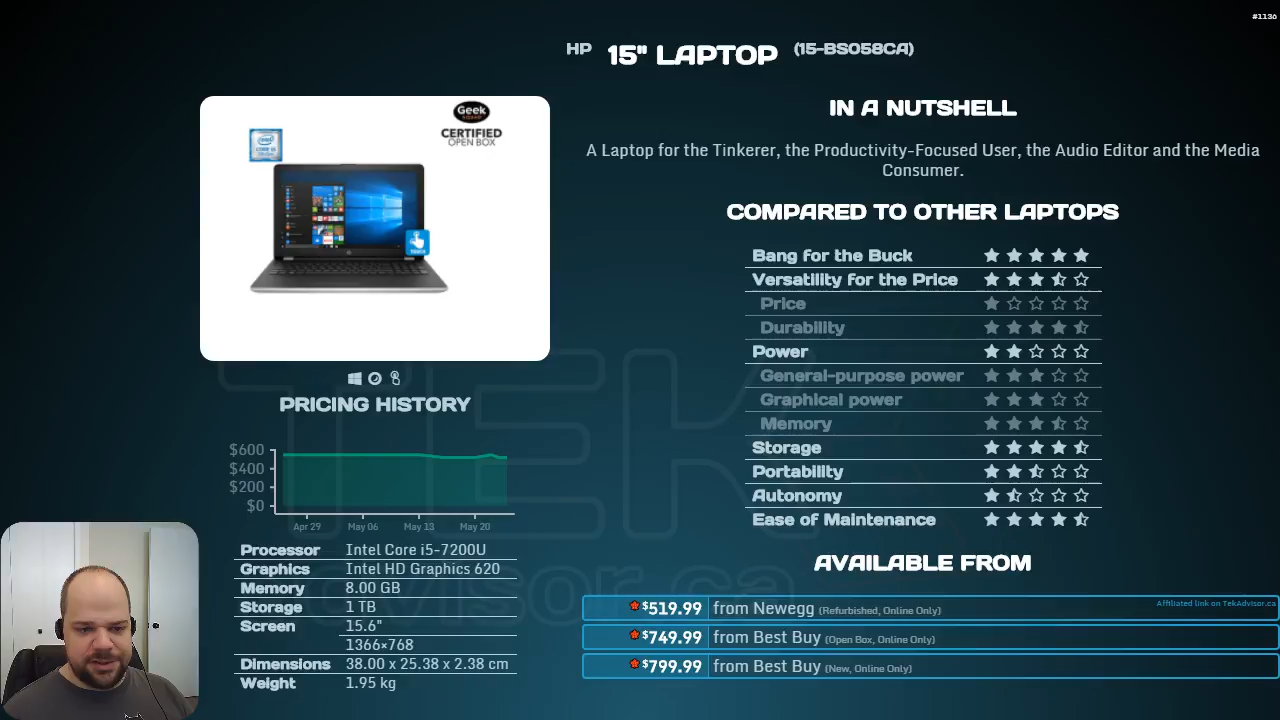 #1136
HP 15" LAPTOP (15-BS058CA)
Geek
SQUAD
CERTIFIED
OPEN BOX
IN A NUTSHELL
A Laptop for the Tinkerer, the Productivity-Focused User, the Audio Editor and the Media
Consumer.
COMPARED TO OTHER LAPTOPS
Bang for the Buck
Versatility for the Price
Price
Durability
Power
General-purpose power
Graphical power
Memory
Storage
Portability
Autonomy
Ease of Maintenance
PRICING HISTORY
$600
$400
$200
$0
Apr 29 May 06 May 13 May 20
Processor Intel Core i5-7200U
Graphics Intel HD Graphics 620
Memory 8.00 GB
Storage 1 TB
Screen 15.6"
1366×768
Dimensions 38.00 x 25.38 x 2.38 cm
Weight 1.95 kg
AVAILABLE FROM
$519.99 from Newegg (Refurbished, Online Only) Affiliated link on TekAdvisor.ca
$749.99 from Best Buy (Open Box, Online Only)
$799.99 from Best Buy (New, Online Only)